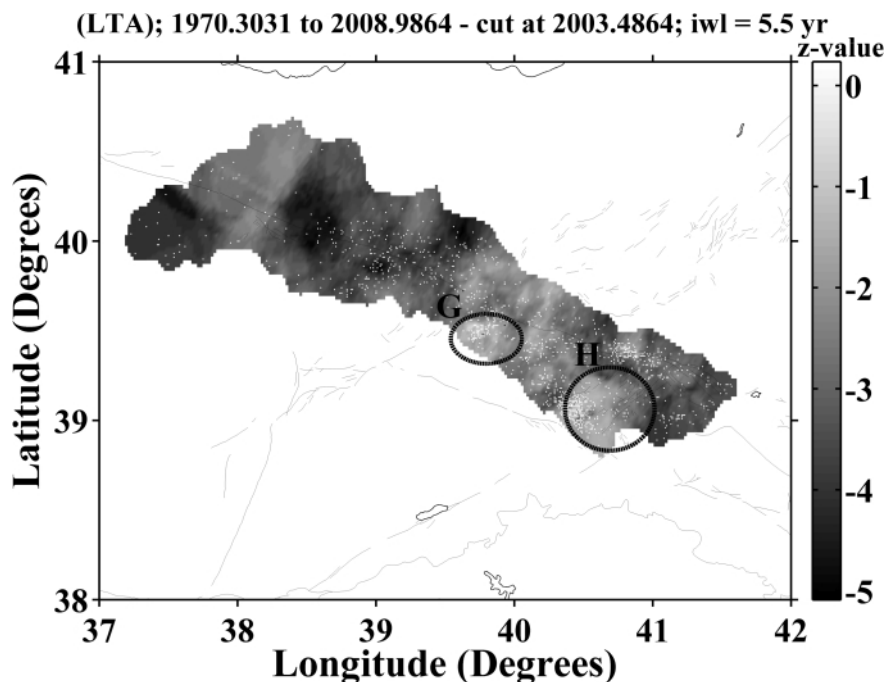 (LTA); 1970.3031 to 2008.9864 - cut at 2003.4864; iwl = 5.5 yr
z-value
41
0
-1
G
40
-2
H
-3
39
-4
38
-5
37 38 39 40 41 42
Longitude (Degrees)
Latitude (Degrees)